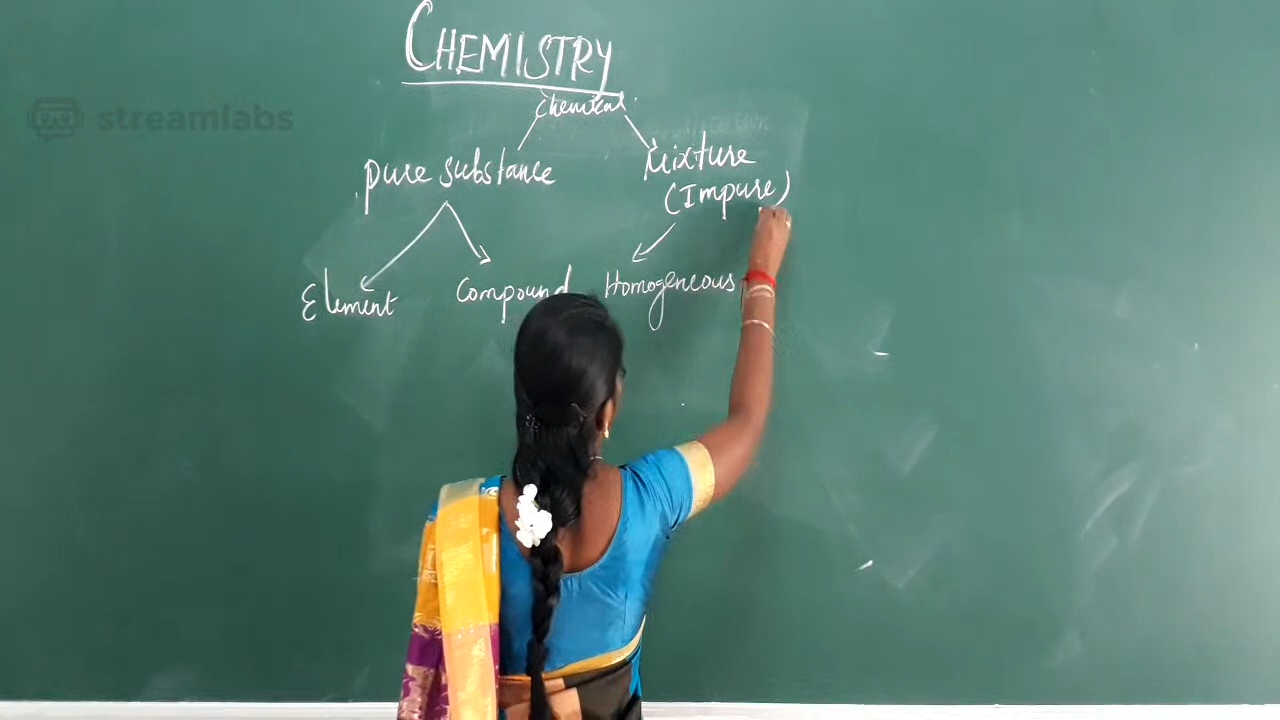 CHEMISTRY
streamlabs
chemical
pure substance
Mixture
(Impure)
Element
Compound
Homogeneous